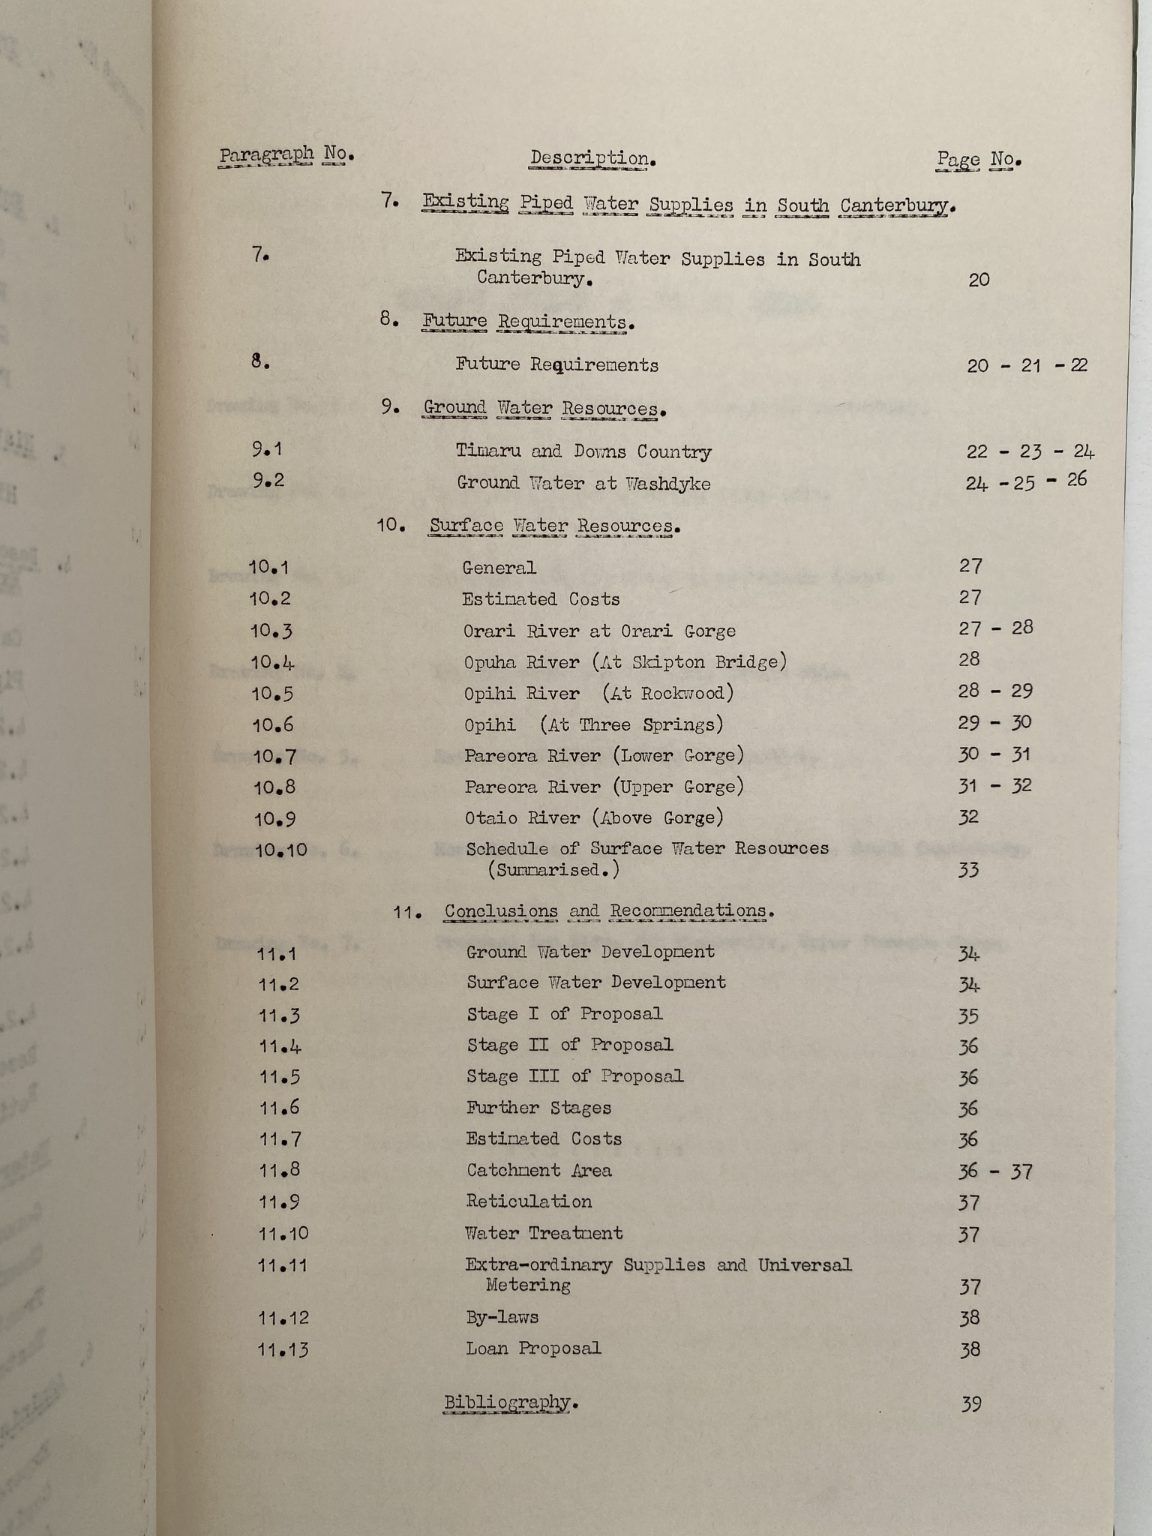 Paragraph No. Description. Page No.
7. Existing Piped Water Supplies in South Canterbury.
7. Existing Piped Water Supplies in South
Canterbury. 20
8. Future Requirements.
8. Future Requirements 20 - 21 - 22
9. Ground Water Resources.
9.1 Timaru and Downs Country 22 - 23 - 24
9.2 Ground Water at Washdyke 24 - 25 - 26
10. Surface Water Resources.
10.1 General 27
10.2 Estimated Costs 27
10.3 Orari River at Orari Gorge 27 - 28
10.4 Opuha River (At Skipton Bridge) 28
10.5 Opihi River (At Rockwood) 28 - 29
10.6 Opihi (At Three Springs) 29 - 30
10.7 Pareora River (Lower Gorge) 30 - 31
10.8 Pareora River (Upper Gorge) 31 - 32
10.9 Otaio River (Above Gorge) 32
10.10 Schedule of Surface Water Resources
(Summarised.) 33
11. Conclusions and Recommendations.
11.1 Ground Water Development 34
11.2 Surface Water Development 34
11.3 Stage I of Proposal 35
11.4 Stage II of Proposal 36
11.5 Stage III of Proposal 36
11.6 Further Stages 36
11.7 Estimated Costs 36
11.8 Catchment Area 36 - 37
11.9 Reticulation 37
11.10 Water Treatment 37
11.11 Extra-ordinary Supplies and Universal
Metering 37
11.12 By-laws 38
11.13 Loan Proposal 38
Bibliography. 39